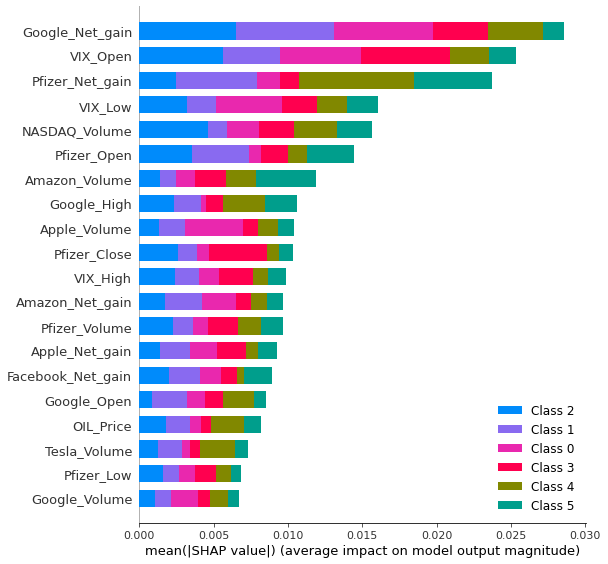 Google_Net_gain
VIX_Open
Pfizer_Net_gain
VIX_Low
NASDAQ_Volume
Pfizer_Open
Amazon_Volume
Google_High
Apple_Volume
Pfizer_Close
VIX_High
Amazon_Net_gain
Pfizer_Volume
Apple_Net_gain
Facebook_Net_gain
Google_Open
OIL_Price
Tesla_Volume
Pfizer_Low
Google_Volume
Class 2
Class 1
Class 0
Class 3
Class 4
Class 5
0.000 0.005 0.010 0.015 0.020 0.025 0.030
mean(|SHAP value|) (average impact on model output magnitude)